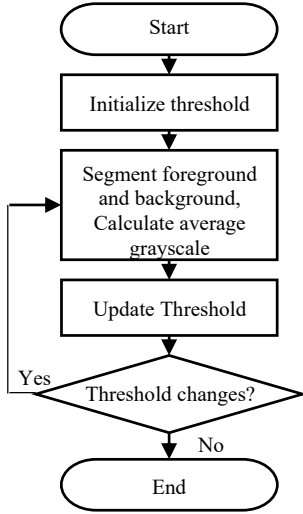 Start
Initialize threshold
Segment foreground
and background,
Calculate average
grayscale
Update Threshold
Yes
Threshold changes?
No
End